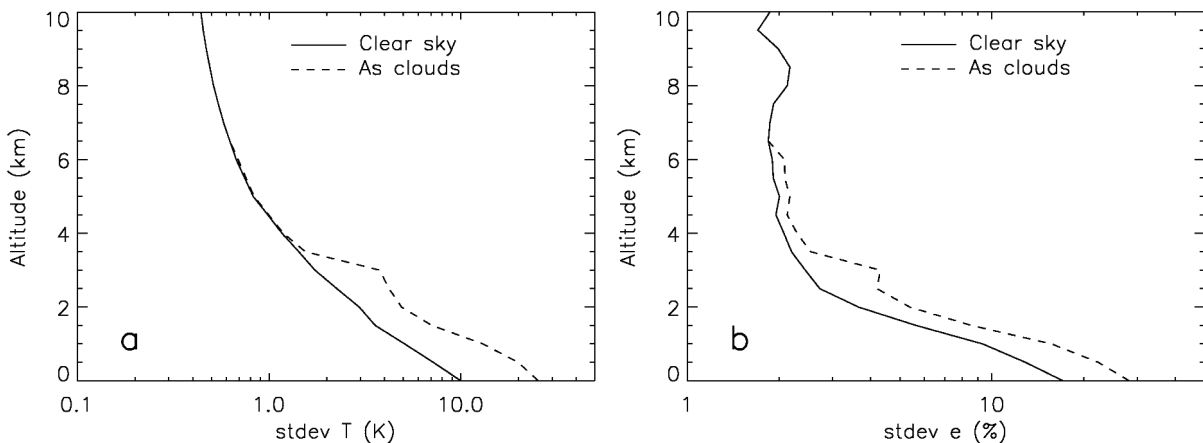 10
8
6
4
2
0
Altitude (km)
Clear sky
As clouds
a
0.1
1.0
10.0
stdev T (K)
10
8
6
4
2
0
Altitude (km)
Clear sky
As clouds
b
1
10
stdev e (%)